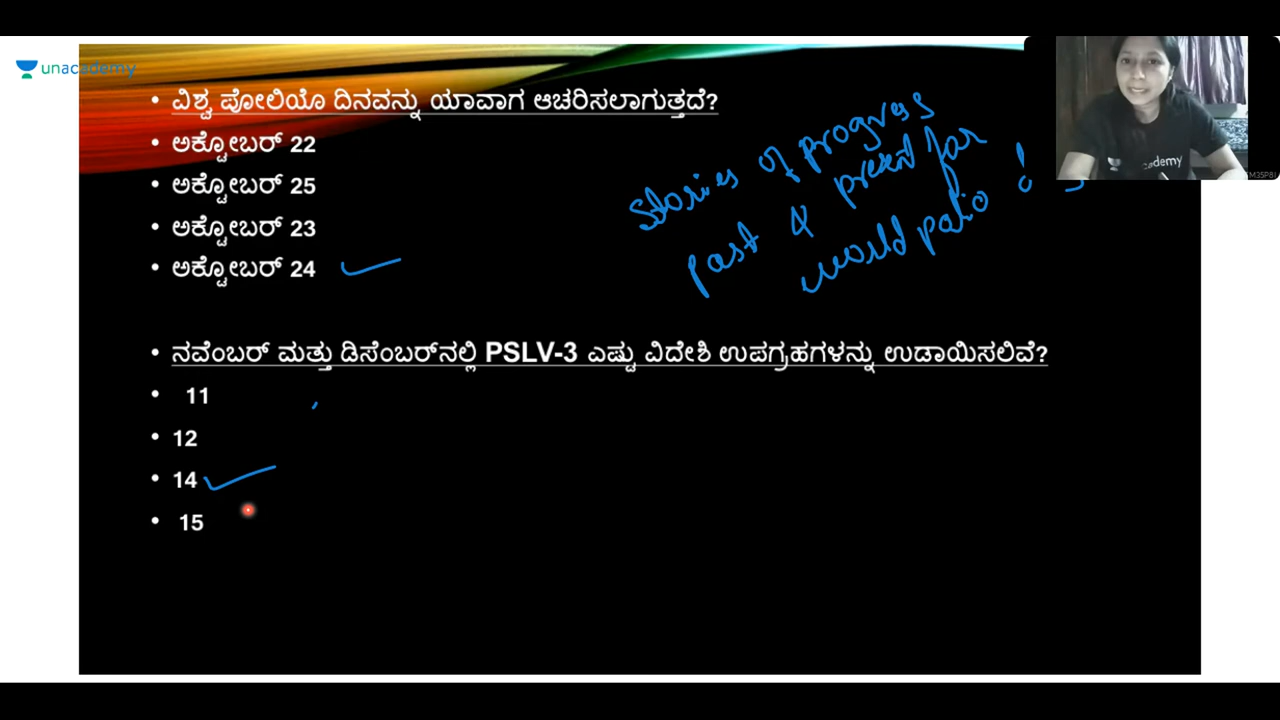 unacademy
ವಿಶ್ವ ಪೋಲಿಯೊ ದಿನವನ್ನು ಯಾವಾಗ ಆಚರಿಸಲಾಗುತ್ತದೆ?
ಅಕ್ಟೋಬರ್ 22
ಅಕ್ಟೋಬರ್ 25
ಅಕ್ಟೋಬರ್ 23
ಅಕ್ಟೋಬರ್ 24
stories of progress
past & present for
world palio
ನವೆಂಬರ್ ಮತ್ತು ಡಿಸೆಂಬರ್‌ನಲ್ಲಿ PSLV-3 ಎಷ್ಟು ವಿದೇಶಿ ಉಪಗ್ರಹಗಳನ್ನು ಉಡಾಯಿಸಲಿವೆ?
11
12
14
15